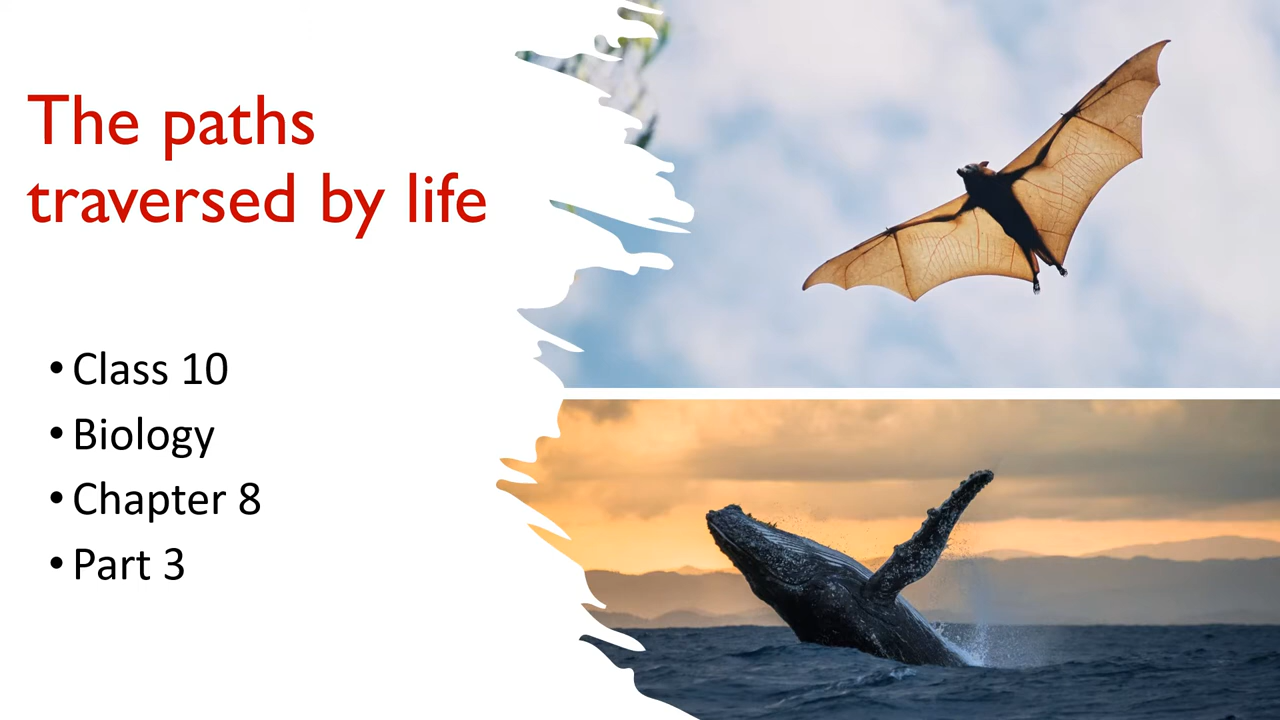 The paths
traversed by life
• Class 10
• Biology
• Chapter 8
• Part 3